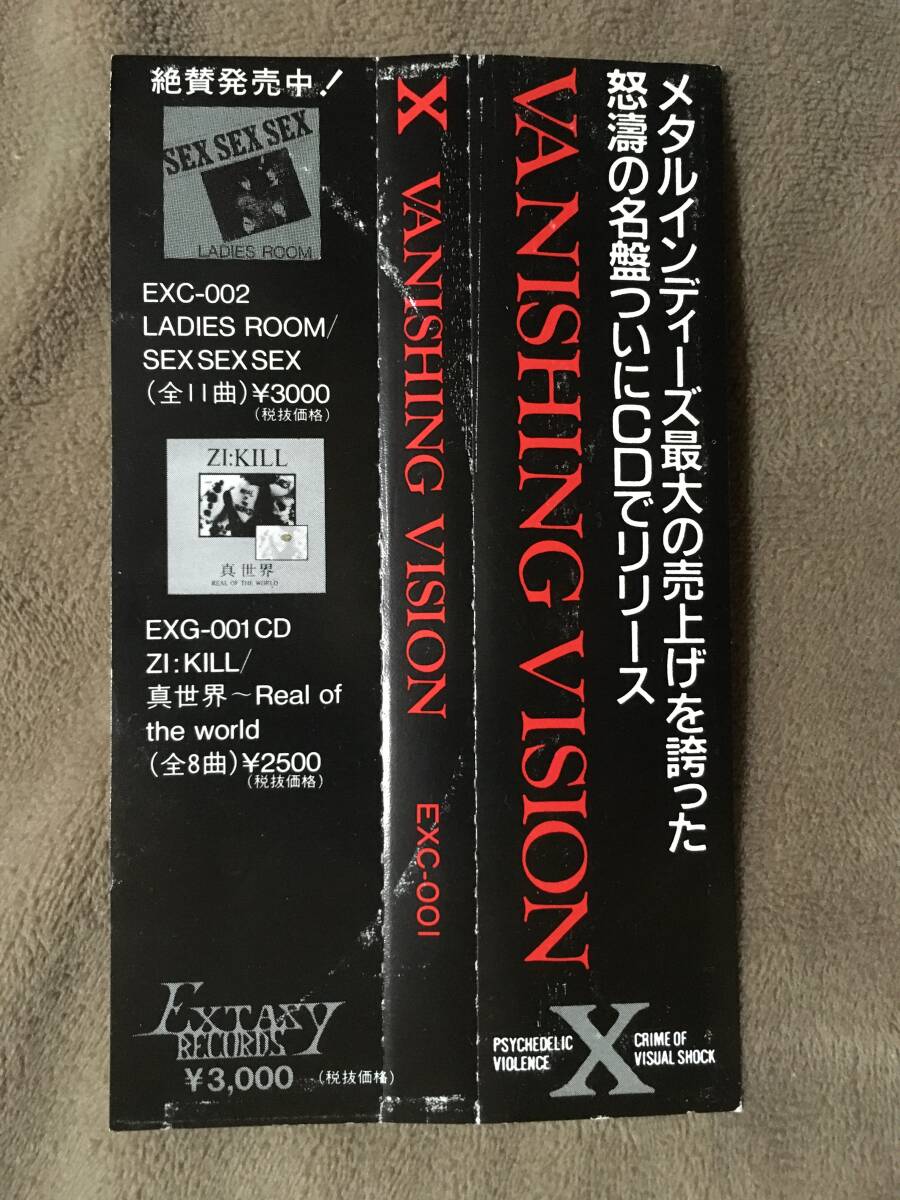 絶賛発売中!
SEX SEX SEX
LADIES ROOM
EXC-002
LADIES ROOM/
SEX SEX SEX
(全11曲)¥3000
(税抜価格)
ZI:KILL
真世界
REAL OF THE WORLD
EXG-001CD
ZI:KILL/
真世界～Real of
the world
(全8曲)¥2500
(税抜価格)
EXTASY
RECORDS
¥3,000 (税抜価格)
X VANISHING VISION EXC-001
メタルインディーズ最大の売上げを誇った
怒濤の名盤ついにCDでリリース
VANISHING VISION
PSYCHEDELIC
VIOLENCE
X
CRIME OF
VISUAL SHOCK